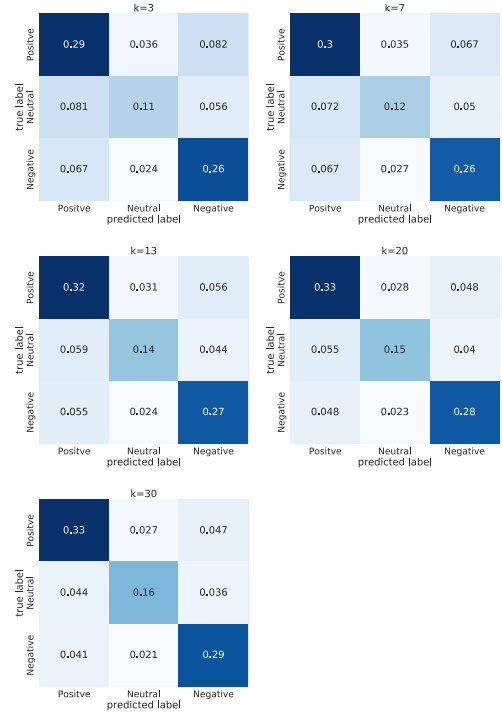 k=3
Positve 0.29 0.036 0.082
true label
Neutral 0.081 0.11 0.056
Negative 0.067 0.024 0.26
Positve Neutral Negative
predicted label
k=7
Positve 0.3 0.035 0.067
true label
Neutral 0.072 0.12 0.05
Negative 0.067 0.027 0.26
Positve Neutral Negative
predicted label
k=13
Positve 0.32 0.031 0.056
true label
Neutral 0.059 0.14 0.044
Negative 0.055 0.024 0.27
Positve Neutral Negative
predicted label
k=20
Positve 0.33 0.028 0.048
true label
Neutral 0.055 0.15 0.04
Negative 0.048 0.023 0.28
Positve Neutral Negative
predicted label
k=30
Positve 0.33 0.027 0.047
true label
Neutral 0.044 0.16 0.036
Negative 0.041 0.021 0.29
Positve Neutral Negative
predicted label